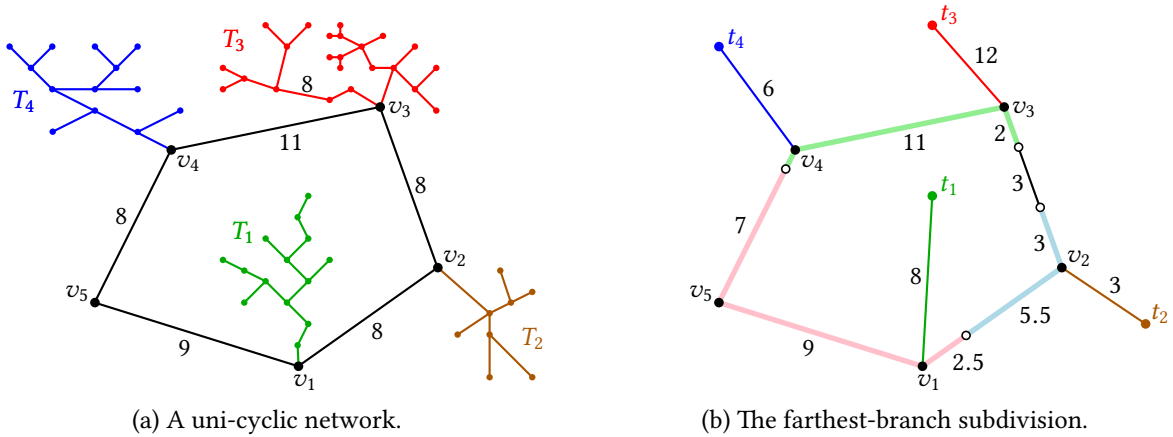 T₄
T₃
8
v₃
11
v₄
8
8
T₁
v₂
v₅
8
T₂
9
v₁
(a) A uni-cyclic network.
t₃
t₄
12
6
v₃
2
11
v₄
3
t₁
7
3
v₂
8
3
v₅
5.5
t₂
9
2.5
v₁
(b) The farthest-branch subdivision.